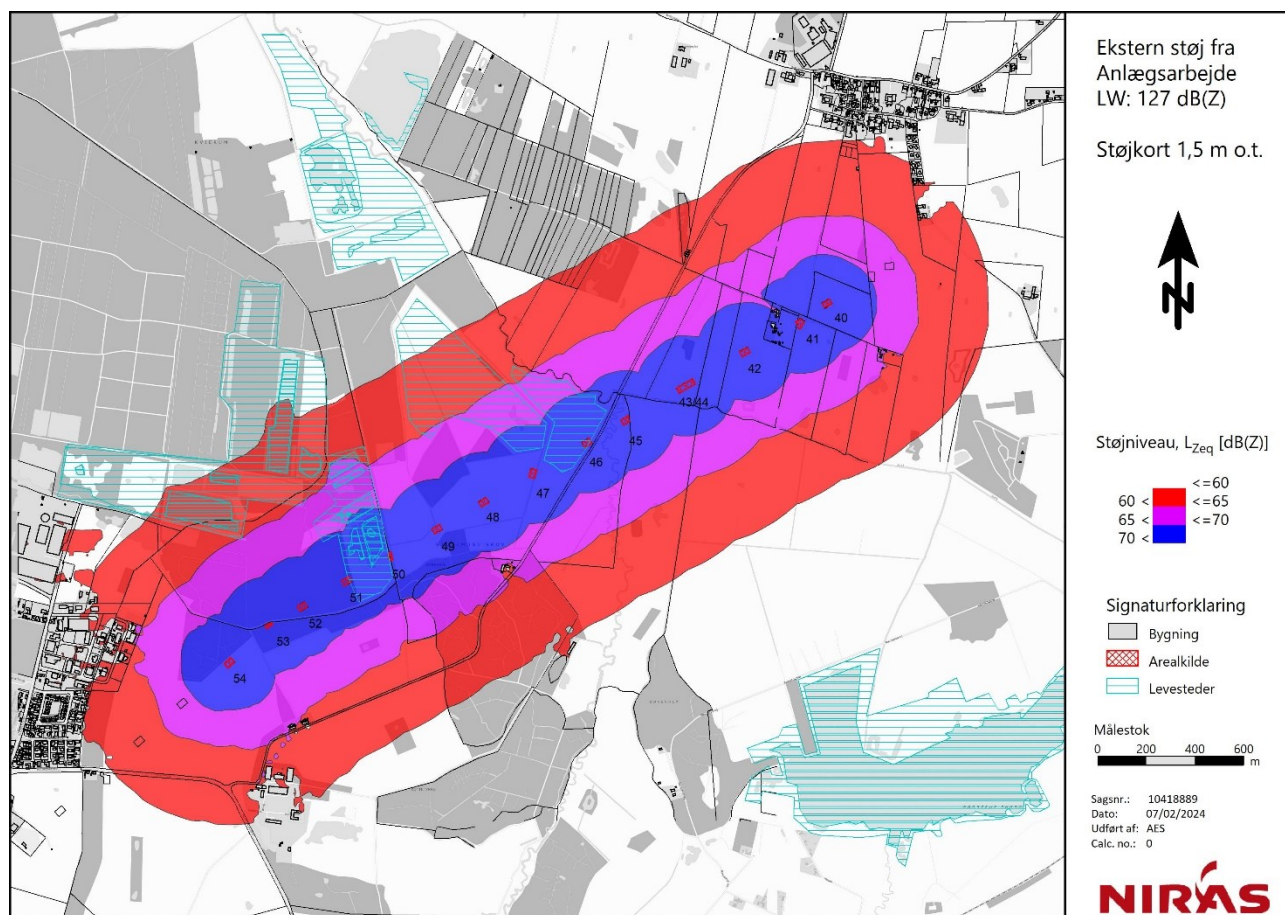 Ekstern støj fra
Anlægsarbejde
LW: 127 dB(Z)
Støjkort 1,5 m o.t.
N
Støjniveau, LZeq [dB(Z)]
<=60
60 < <=65
65 < <=70
70 <
Signaturforklaring
Bygning
Arealkilde
Levesteder
Målestok
0 200 400 600
m
Sagsnr.: 10418889
Dato: 07/02/2024
Udført af: AES
Calc. no.: 0
NIRAS
40
41
42
43/44
45
46
47
48
49
50
51
52
53
54